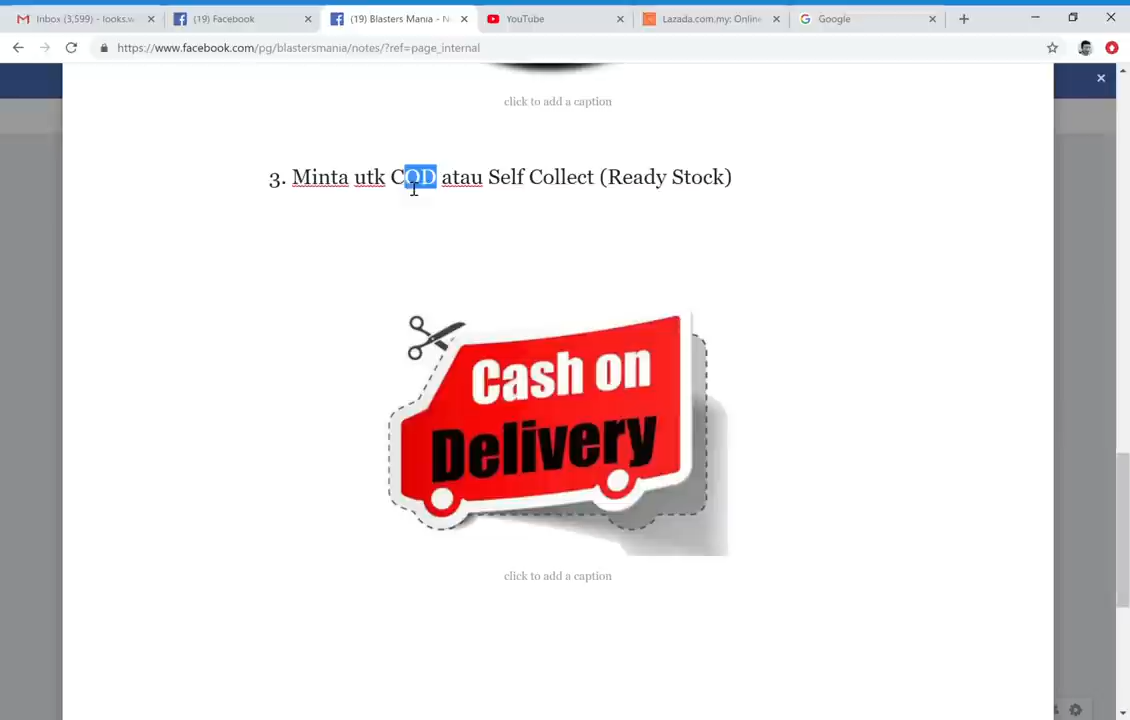 Inbox (3,599) - looks.w
(19) Facebook
(19) Blasters Mania - N
YouTube
Lazada.com.my: Online
Google
https://www.facebook.com/pg/blastersmania/notes/?ref=page_internal
click to add a caption
3. Minta utk COD atau Self Collect (Ready Stock)
Cash on
Delivery
click to add a caption